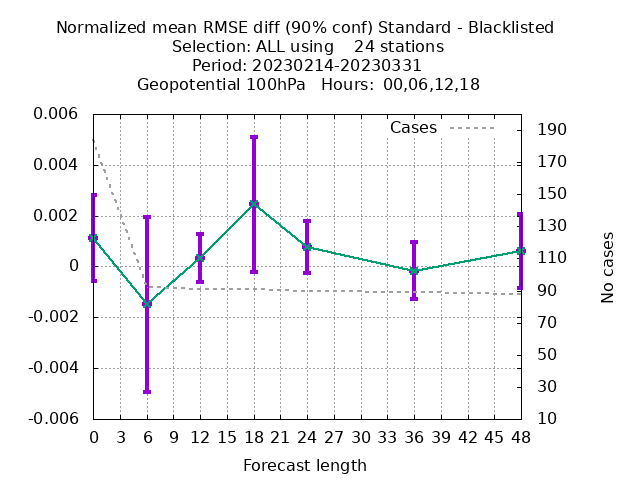 Normalized mean RMSE diff (90% conf) Standard - Blacklisted
Selection: ALL using    24 stations
Period: 20230214-20230331
Geopotential 100hPa   Hours: 00,06,12,18
Cases
0.006
0.004
0.002
0
-0.002
-0.004
-0.006
190
170
150
130
110
90
70
50
30
10
No cases
0 3 6 9 12 15 18 21 24 27 30 33 36 39 42 45 48
Forecast length